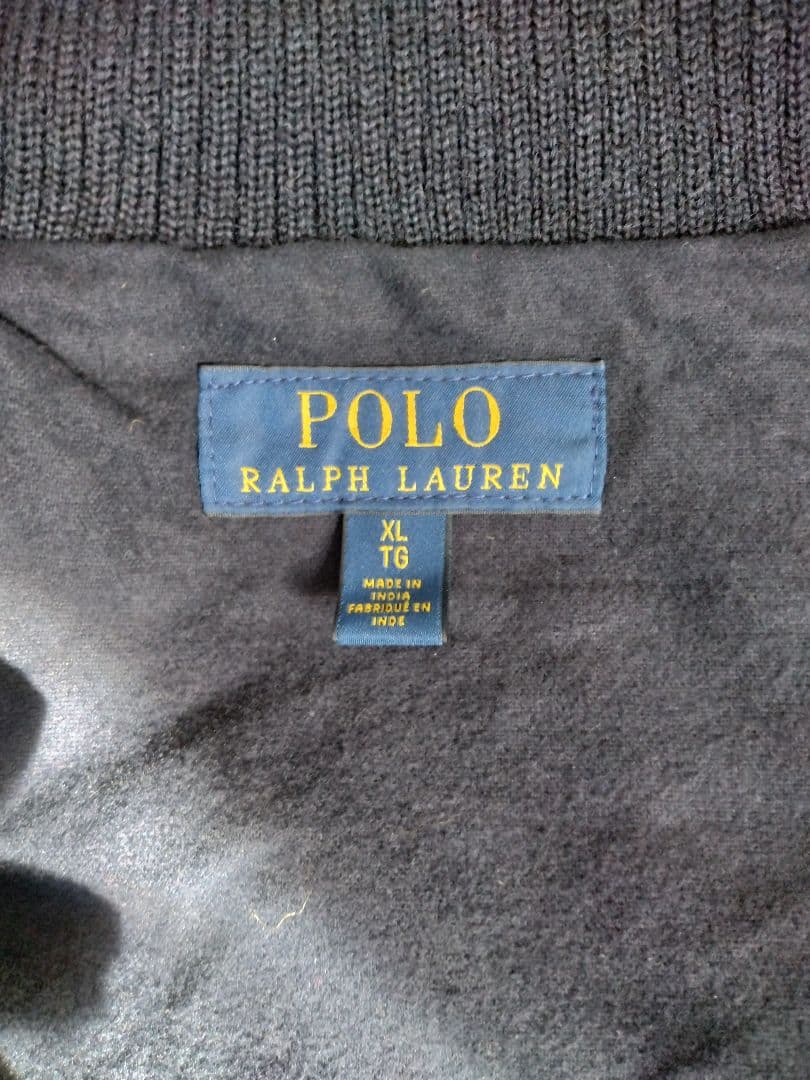 POLO
RALPH LAUREN
XL
TG
MADE IN
INDIA
FABRIQUÉ EN
INDE